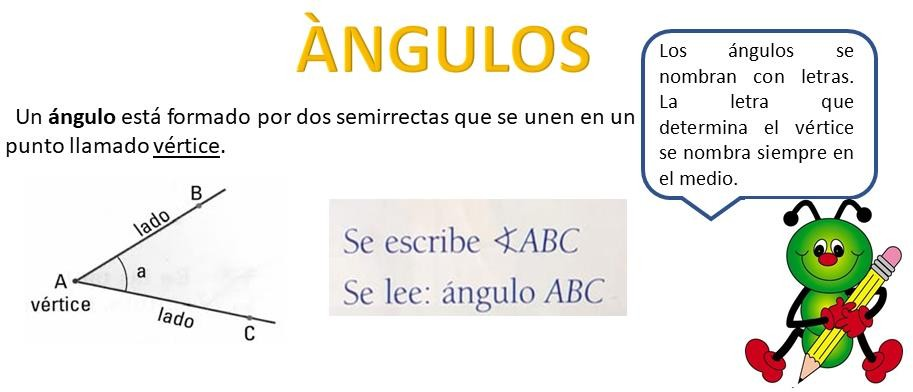 ÀNGULOS
Un ángulo está formado por dos semirrectas que se unen en un
punto llamado vértice.
Los ángulos se
nombran con letras.
La letra que
determina el vértice
se nombra siempre en
el medio.
B
lado
A
a
vértice
lado
C
Se escribe ∢ABC
Se lee: ángulo ABC